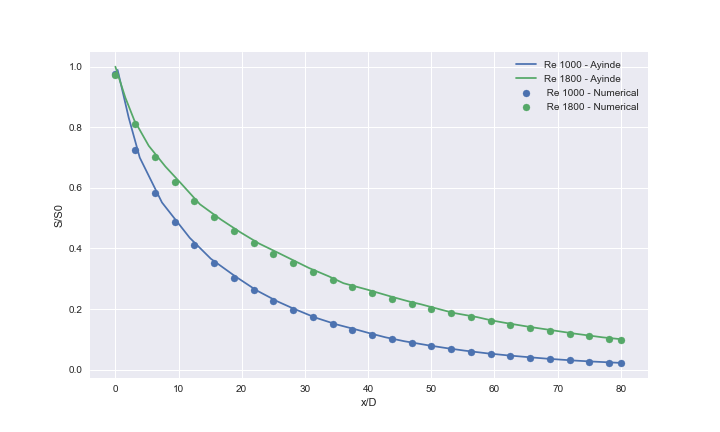 Re 1000 - Ayinde
Re 1800 - Ayinde
Re 1000 - Numerical
Re 1800 - Numerical
1.0
0.8
0.6
0.4
0.2
0.0
S/S0
0 10 20 30 40 50 60 70 80
x/D